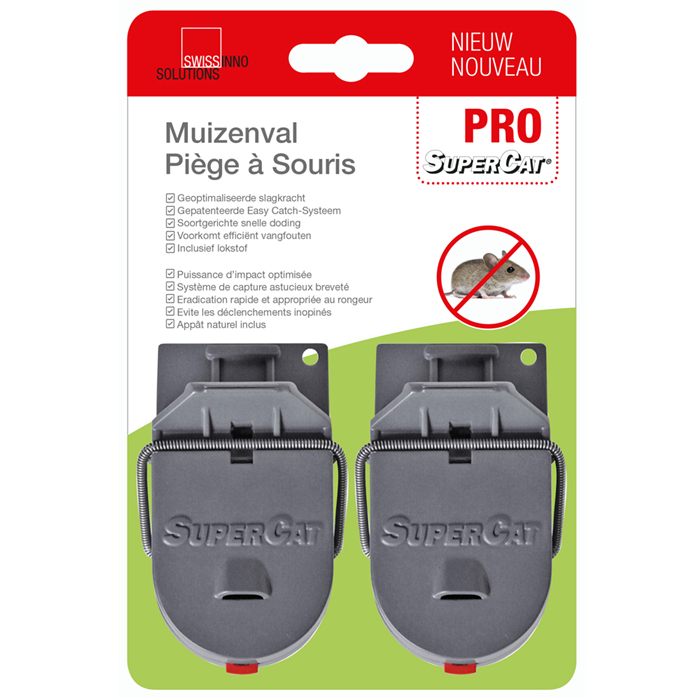 SWISSINNO
SOLUTIONS
NIEUW
NOUVEAU
PRO
SUPERCAT®
Muizenval
Piège à Souris
Geoptimaliseerde slagkracht
Gepatenteerde Easy Catch-Systeem
Soortgerichte snelle doding
Voorkomt efficiënt vangfouten
Inclusief lokstof
Puissance d'impact optimisée
Système de capture astucieux breveté
Eradication rapide et appropriée au rongeur
Evite les déclenchements inopinés
Appât naturel inclus
SUPERCAT
SUPERCAT